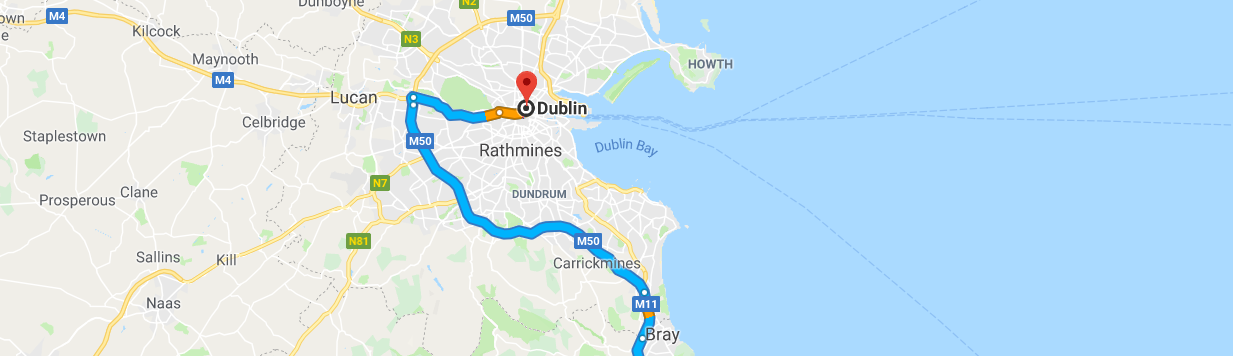 Dunboyne
N2
M50
M4
own
e
Kilcock
N3
Maynooth
HOWTH
M4
Lucan
Dublin
Celbridge
Staplestown
M50
Rathmines
Dublin Bay
N7
Clane
DUNDRUM
Prosperous
N81
M50
Sallins
Kill
Carrickmines
Naas
M11
Bray